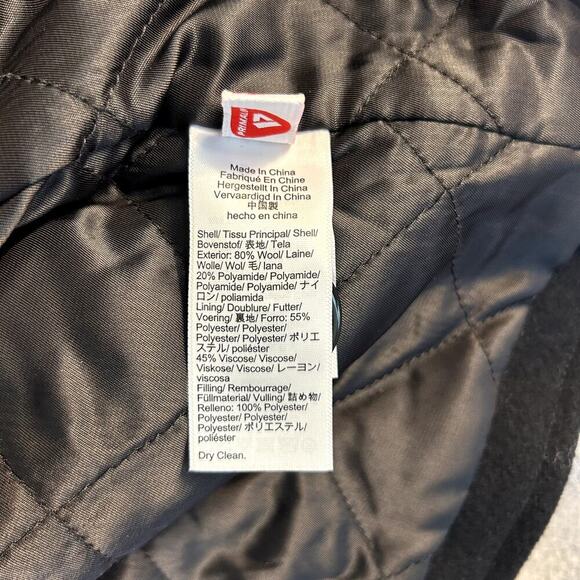 Made In China
Fabriqué En Chine
Hergestellt In China
Vervaardigd In China
中国製
hecho en china
Shell/ Tissu Principal/ Shell/
Bovenstof/ 表地/ Tela
Exterior: 80% Wool/ Laine/
Wolle/ Wol/ 毛/ lana
20% Polyamide/ Polyamide/
Polyamide/ Polyamide/ ナイ
ロン/ poliamida
Lining/ Doublure/ Futter/
Voering/ 裏地/ Forro: 55%
Polyester/ Polyester/
Polyester/ Polyester/ ポリエ
ステル/ poliéster
45% Viscose/ Viscose/
Viskose/ Viscose/ レーヨン/
viscosa
Filling/ Rembourrage/
Füllmaterial/ Vulling/ 詰め物/
Relleno: 100% Polyester/
Polyester/ Polyester/
Polyester/ ポリエステル/
poliéster
Dry Clean.